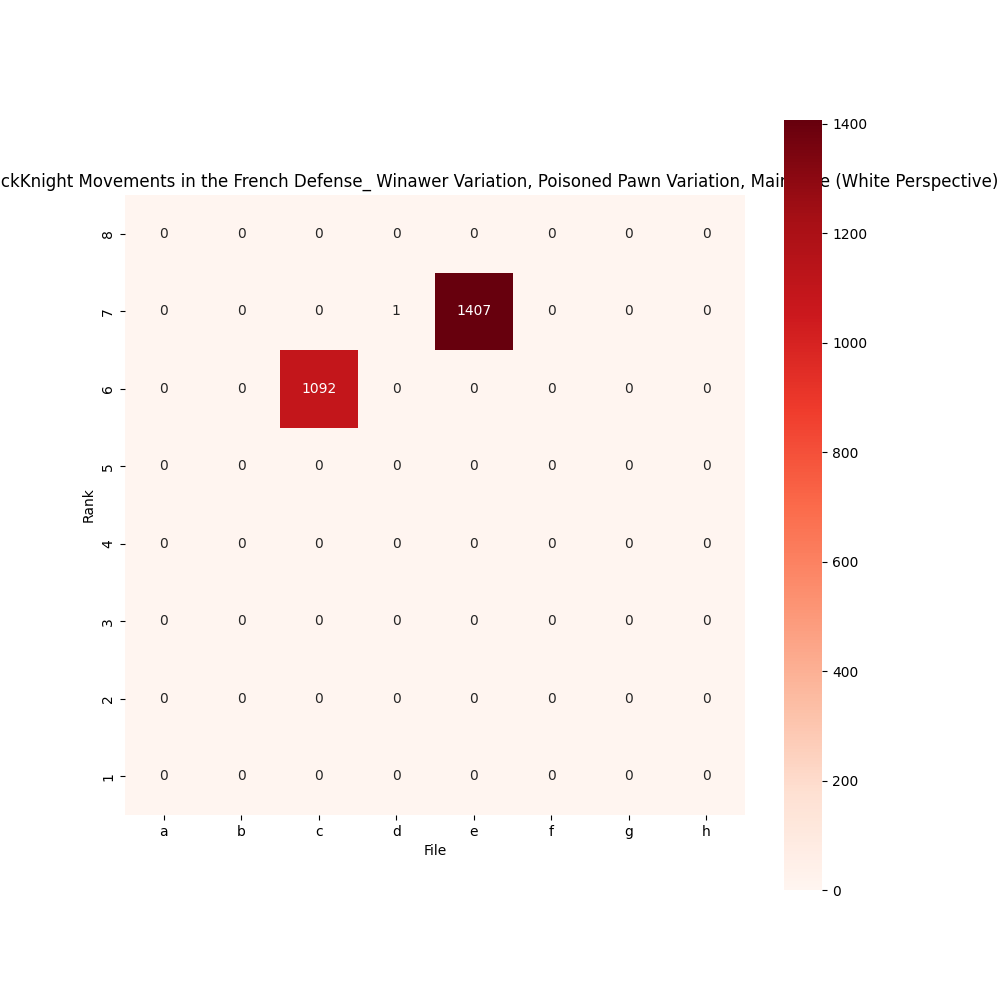 1400
ckKnight Movements in the French Defense_ Winawer Variation, Poisoned Pawn Variation, Main Line (White Perspective)
8 0 0 0 0 0 0 0 0
7 0 0 0 1 1407 0 0 0
6 0 0 1092 0 0 0 0 0
5 0 0 0 0 0 0 0 0
4 0 0 0 0 0 0 0 0
3 0 0 0 0 0 0 0 0
2 0 0 0 0 0 0 0 0
1 0 0 0 0 0 0 0 0
Rank
a b c d e f g h
File
1200
1000
800
600
400
200
0